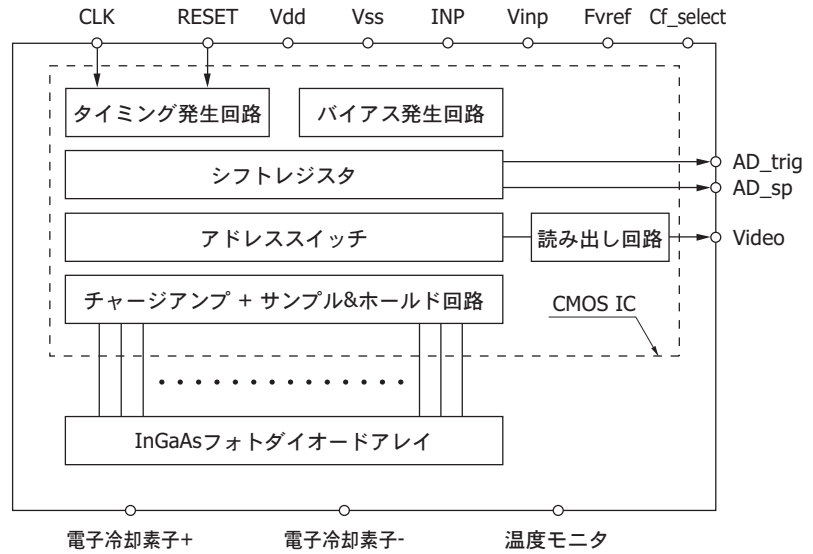 CLK RESET Vdd Vss INP Vinp Fvref Cf_select
タイミング発生回路 バイアス発生回路
シフトレジスタ
AD_trig
AD_sp
アドレススイッチ 読み出し回路 Video
チャージアンプ + サンプル&ホールド回路
CMOS IC
InGaAsフォトダイオードアレイ
電子冷却素子+ 電子冷却素子- 温度モニタ